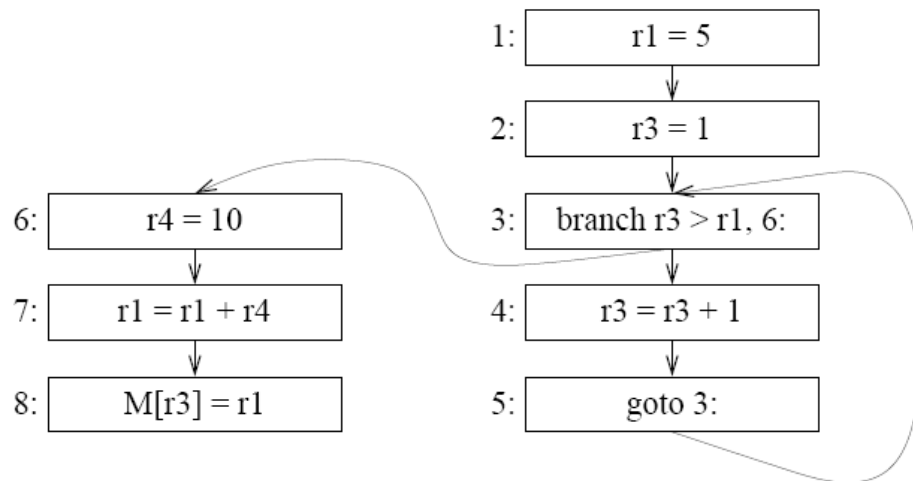 1: r1 = 5
2: r3 = 1
3: branch r3 > r1, 6:
4: r3 = r3 + 1
5: goto 3:
6: r4 = 10
7: r1 = r1 + r4
8: M[r3] = r1